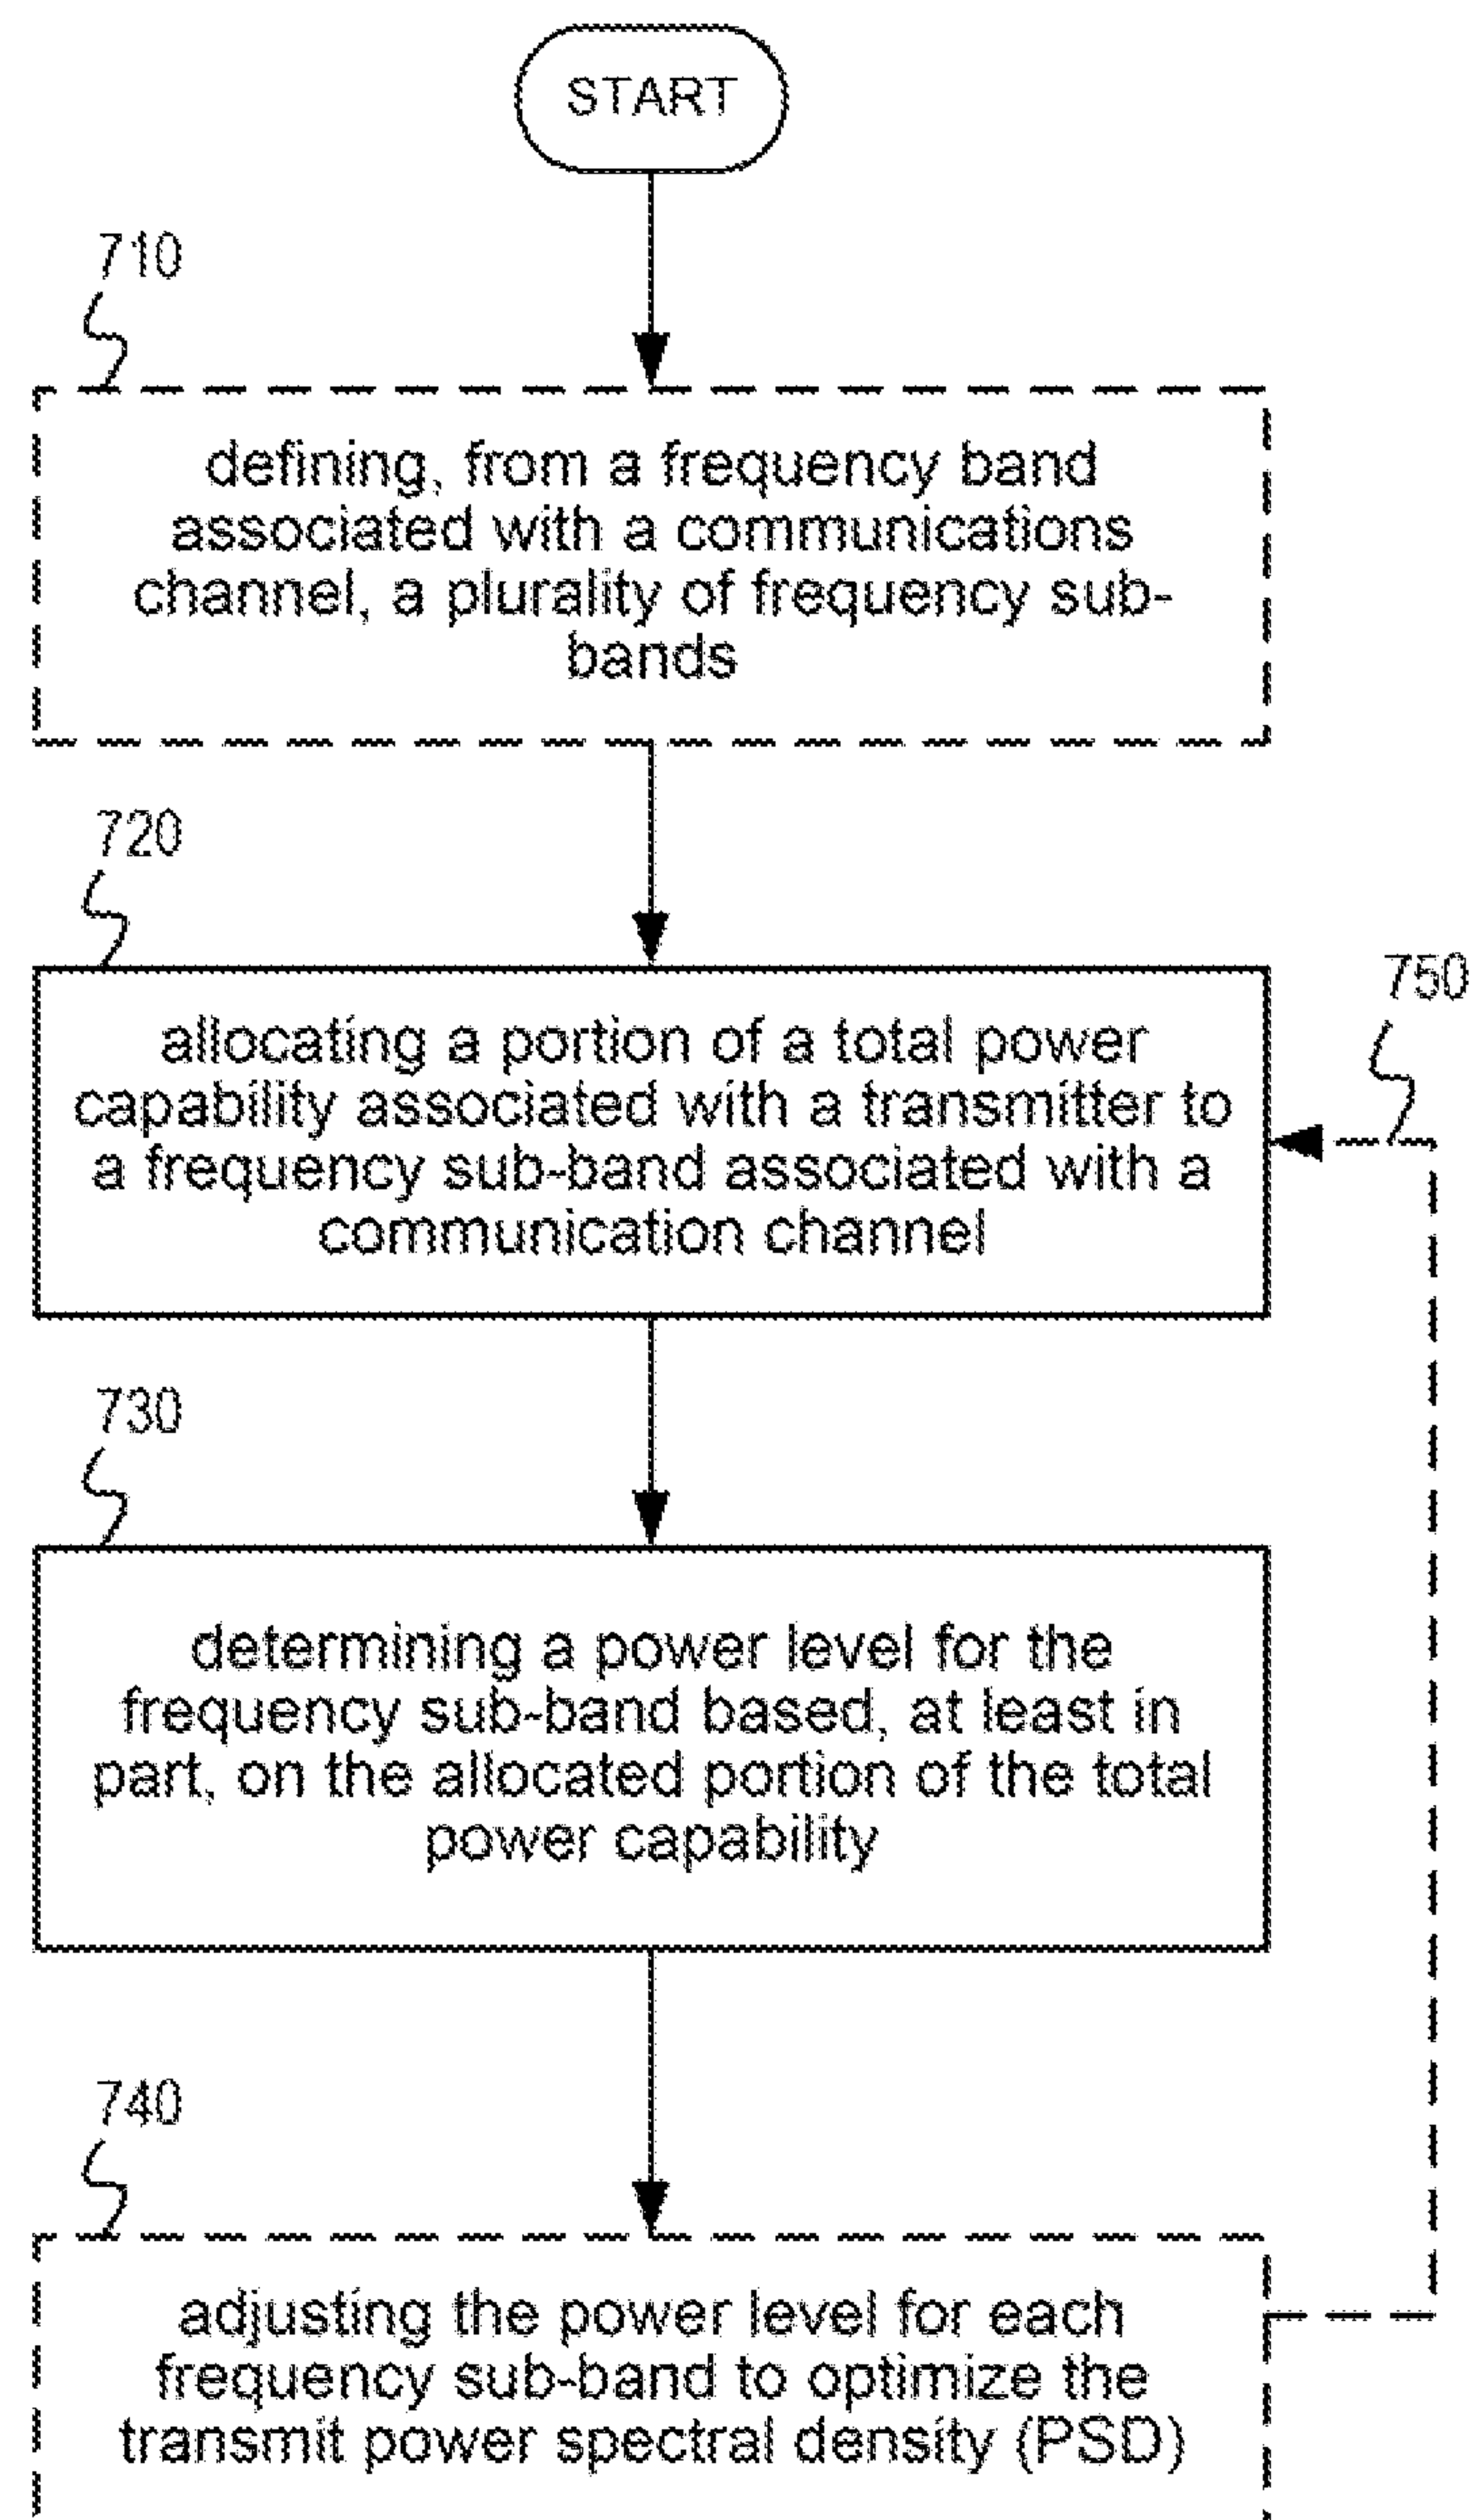 START
710
defining, from a frequency band
associated with a communications
channel, a plurality of frequency sub-
bands
720
750
allocating a portion of a total power
capability associated with a transmitter to
a frequency sub-band associated with a
communication channel
730
determining a power level for the
frequency sub-band based, at least in
part, on the allocated portion of the total
power capability
740
adjusting the power level for each
frequency sub-band to optimize the
transmit power spectral density (PSD)